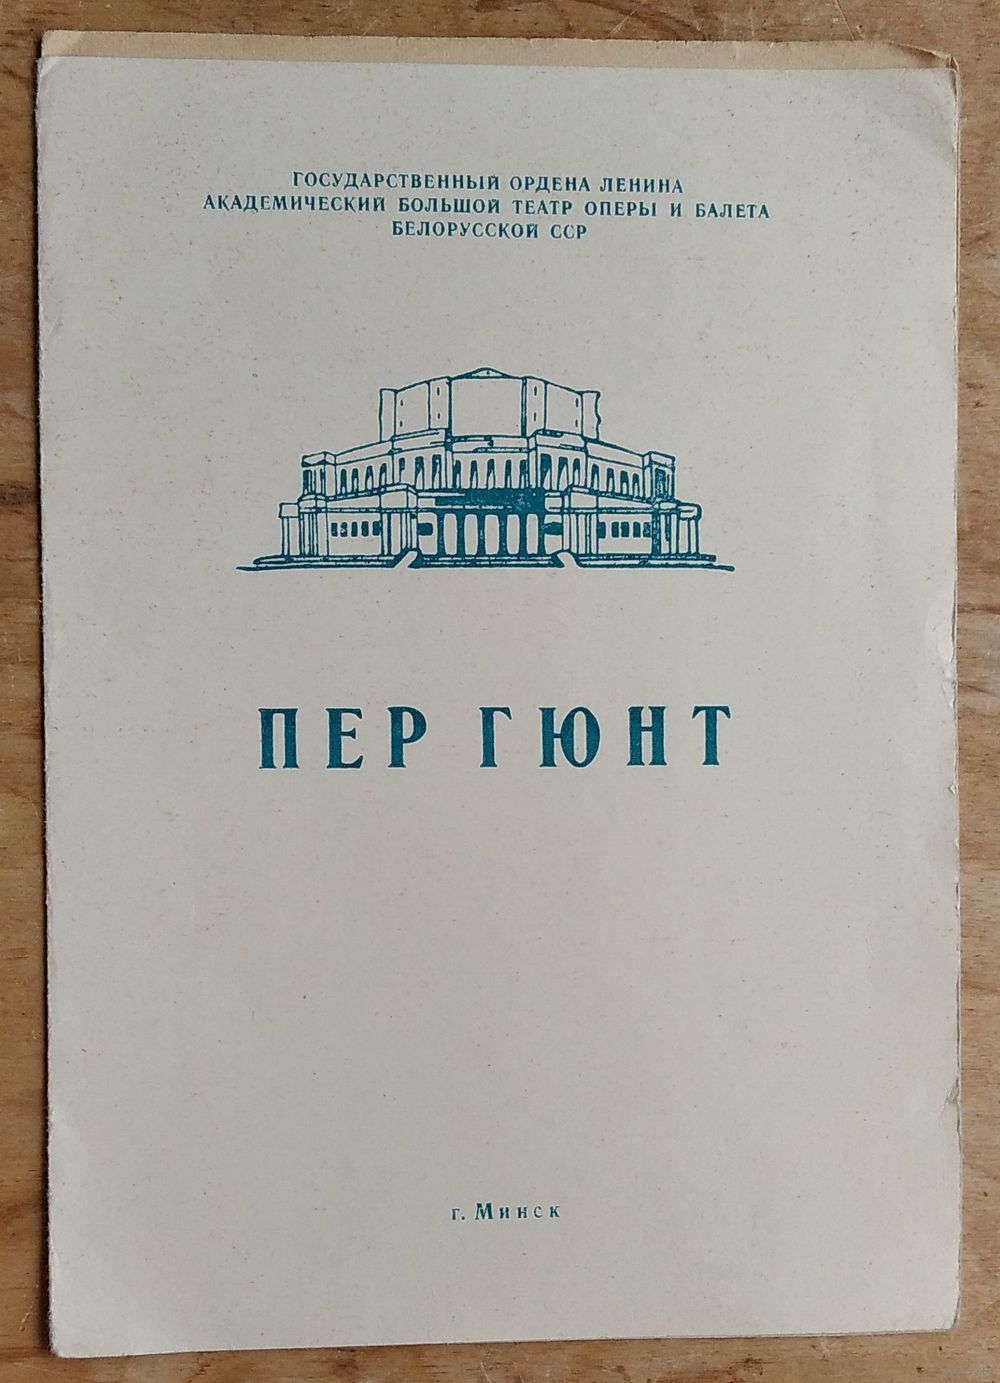 ГОСУДАРСТВЕННЫЙ ОРДЕНА ЛЕНИНА
АКАДЕМИЧЕСКИЙ БОЛЬШОЙ ТЕАТР ОПЕРЫ И БАЛЕТА
БЕЛОРУССКОЙ ССР
ПЕР ГЮНТ
г. Минск